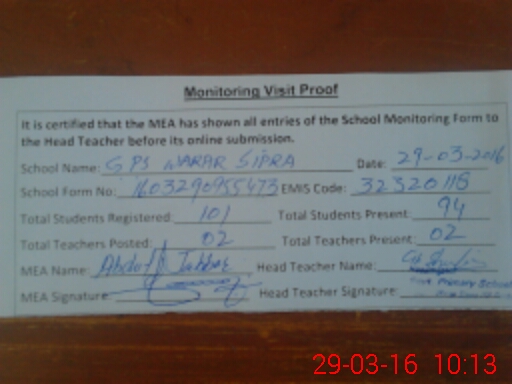 Monitoring Visit Proof
It is certified that the MEA has shown all entries of the School Monitoring Form to
the Head Teacher before its online submission.
School Name: GPS WARAR SIPRA Date: 29-03-2016
School Form No: 1603290955473 EMIS Code: 32320118
Total Students Registered: 101 Total Students Present: 94
Total Teachers Posted: 02 Total Teachers Present: 02
MEA Name: Abdul Jabbar Head Teacher Name:
MEA Signature: Head Teacher Signature: Primary School
29-03-16 10:13